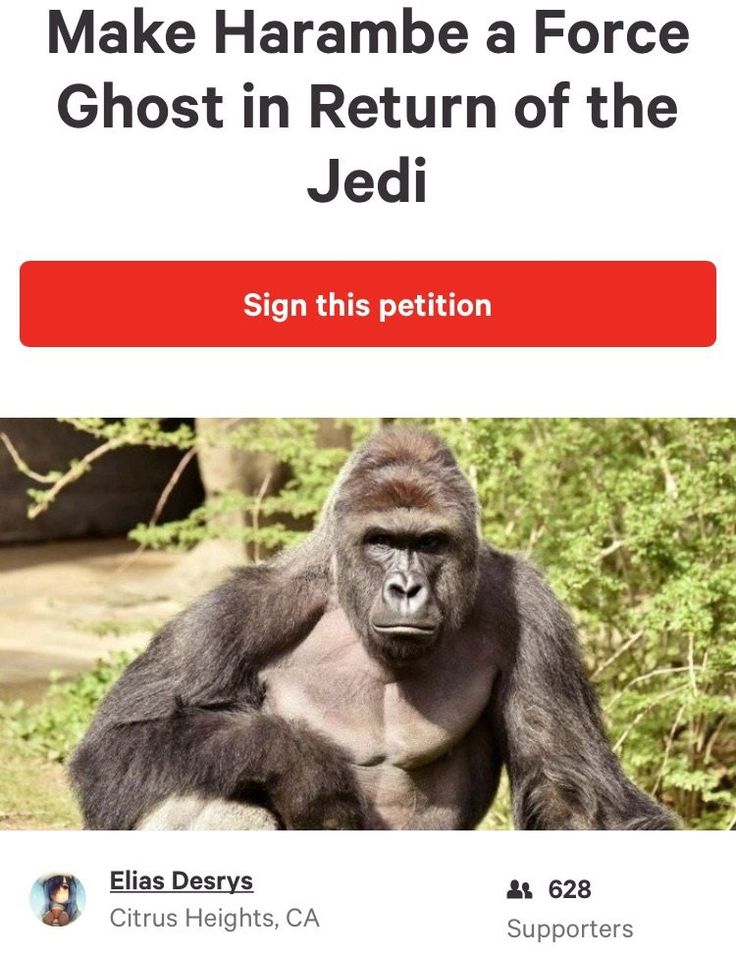 Make Harambe a Force
Ghost in Return of the
Jedi
Sign this petition
Elias Desrys
Citrus Heights, CA
628
Supporters